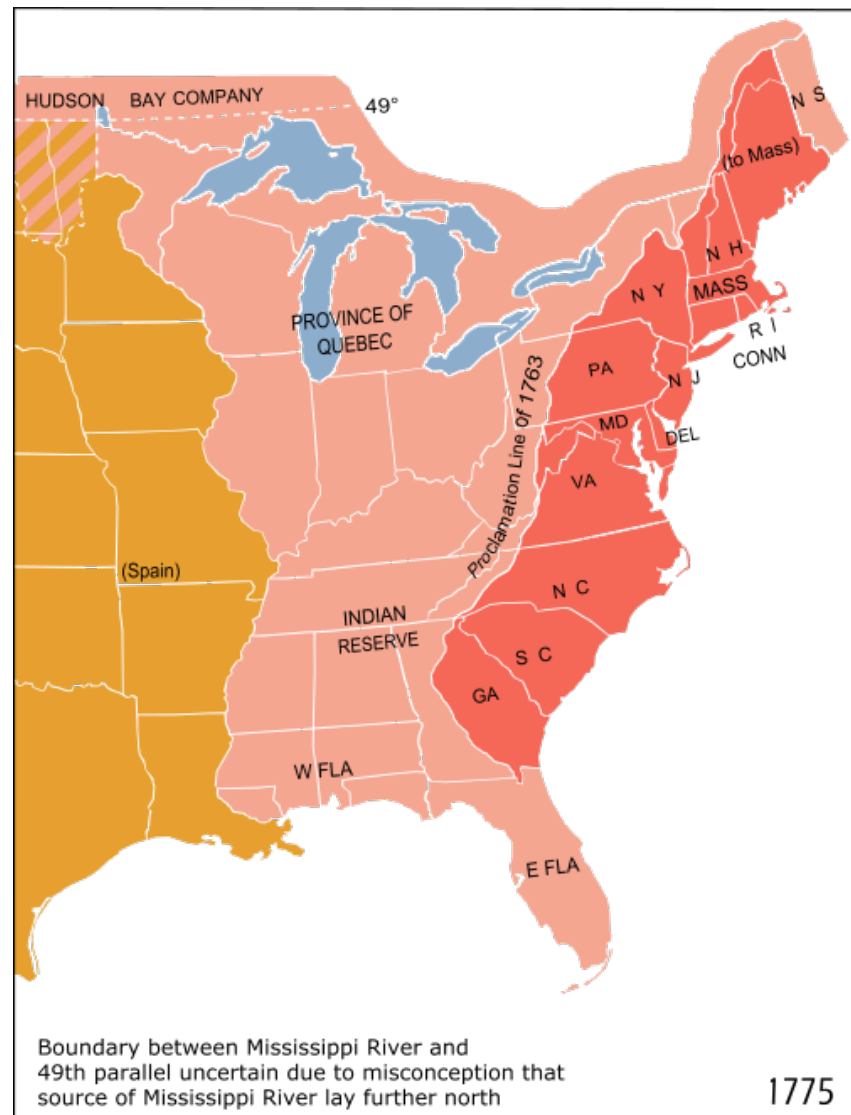 HUDSON BAY COMPANY
49°
N S
(to Mass)
N H
MASS
N Y
R I
CONN
PROVINCE OF
QUEBEC
PA
N J
Proclamation Line of 1763
MD
DEL
VA
(Spain)
N C
INDIAN
RESERVE
S C
GA
W FLA
E FLA
Boundary between Mississippi River and
49th parallel uncertain due to misconception that
source of Mississippi River lay further north
1775